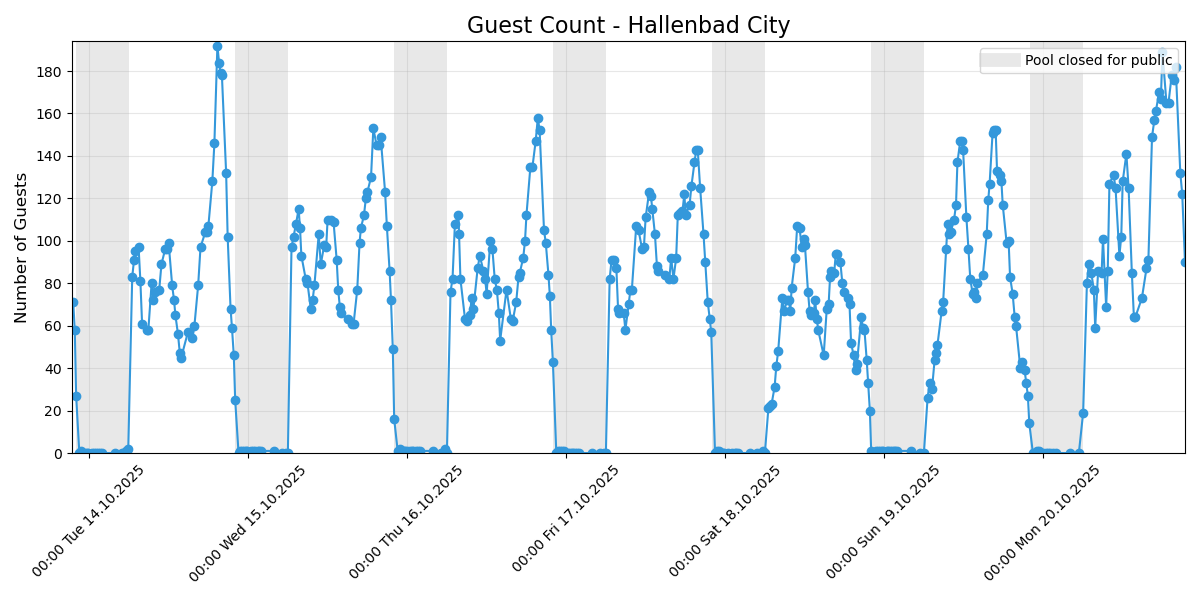 Guest Count - Hallenbad City
Pool closed for public
Number of Guests
180
160
140
120
100
80
60
40
20
0
00:00 Tue 14.10.2025
00:00 Wed 15.10.2025
00:00 Thu 16.10.2025
00:00 Fri 17.10.2025
00:00 Sat 18.10.2025
00:00 Sun 19.10.2025
00:00 Mon 20.10.2025